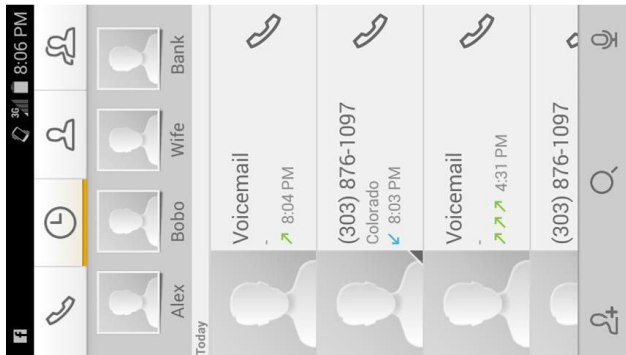 3G 8:06 PM
Alex Bobo Wife Bank
Today
Voicemail
-
8:04 PM
(303) 876-1097
Colorado
8:03 PM
Voicemail
-
4:31 PM
(303) 876-1097